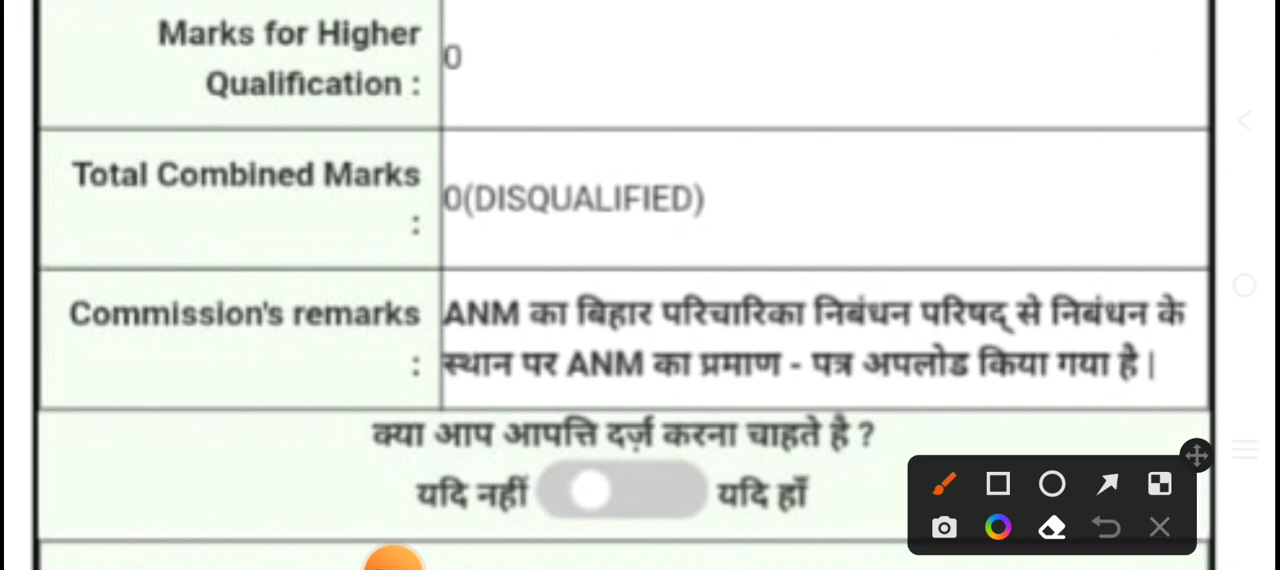 Marks for Higher
Qualification :
0
Total Combined Marks
:
0(DISQUALIFIED)
Commission's remarks
:
ANM का बिहार परिचारिका निबंधन परिषद् से निबंधन के
स्थान पर ANM का प्रमाण - पत्र अपलोड किया गया है |
क्या आप आपत्ति दर्ज़ करना चाहते है ?
यदि नहीं यदि हाँ